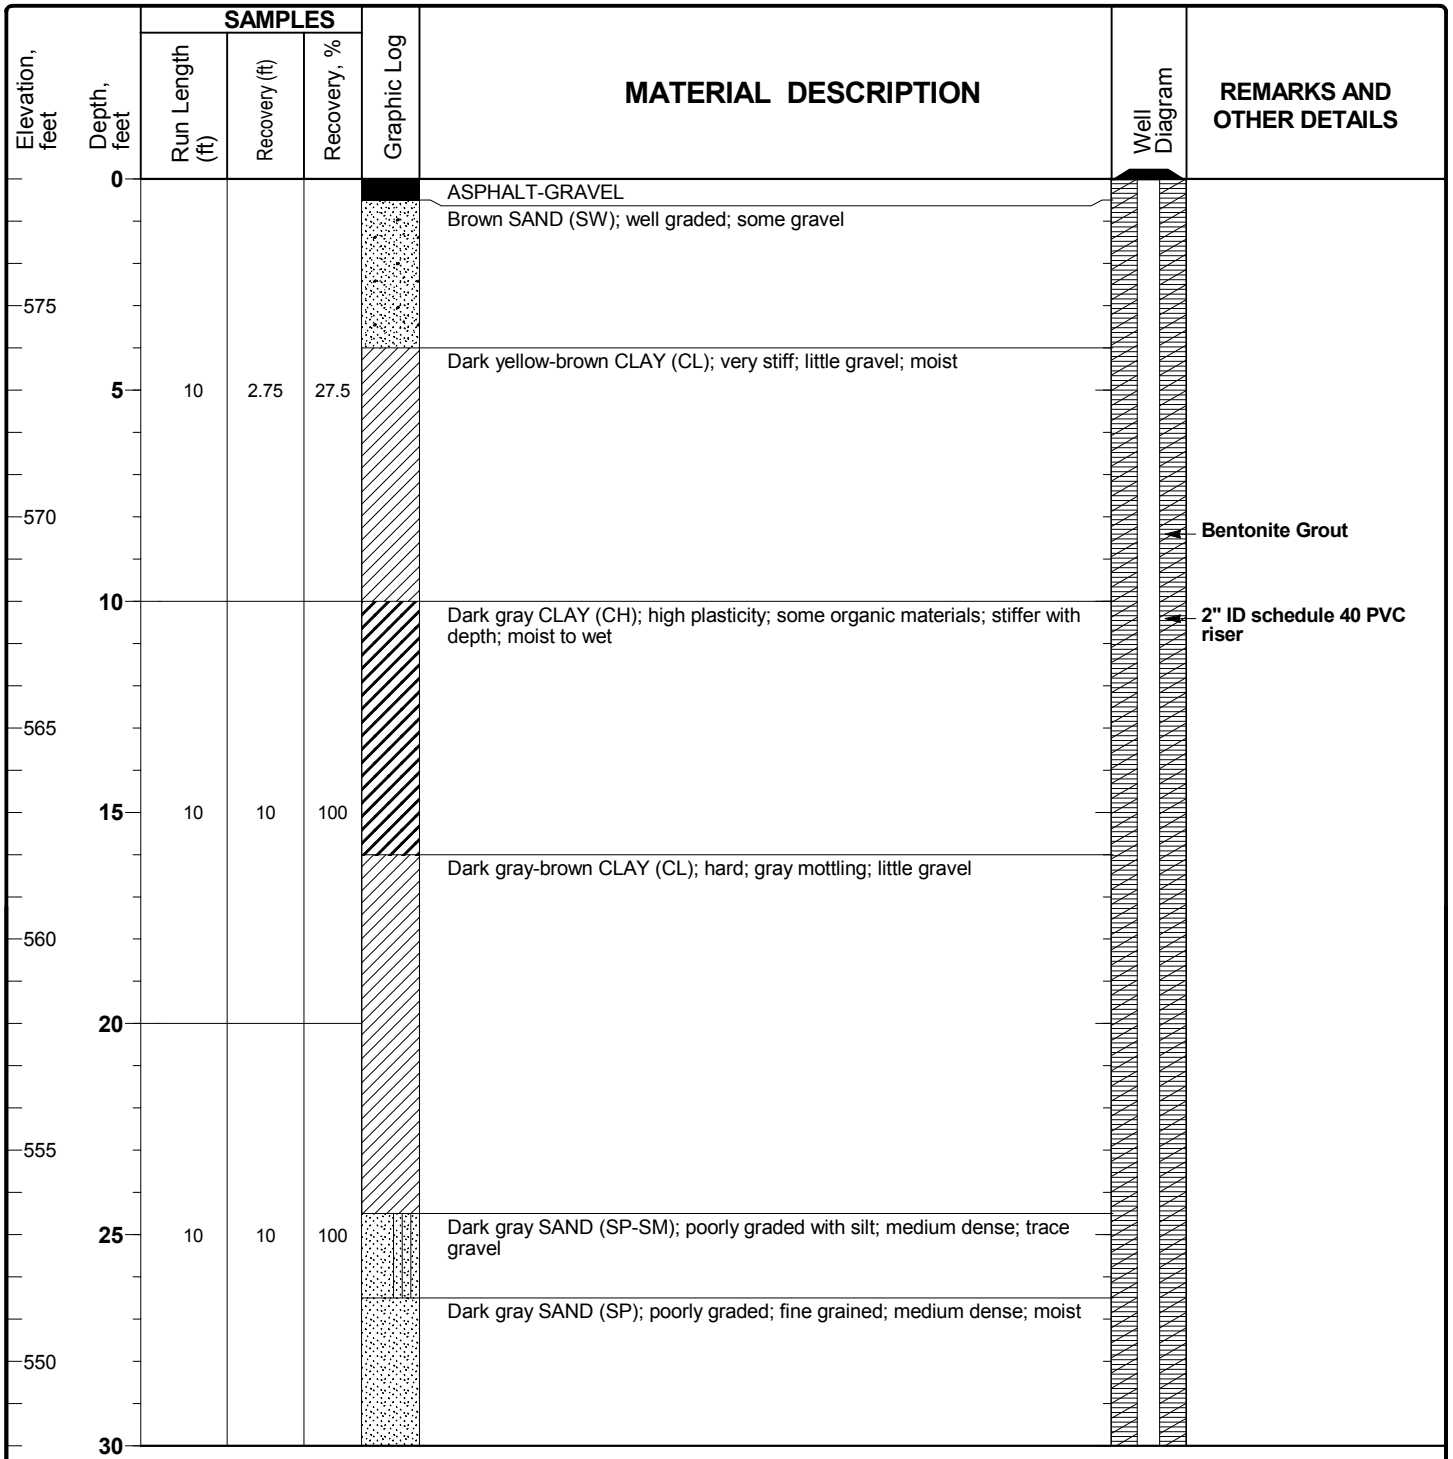 SAMPLES
Elevation,
feet
Depth,
feet
Run Length
(ft)
Recovery (ft)
Recovery, %
Graphic Log
MATERIAL DESCRIPTION
Well
Diagram
REMARKS AND
OTHER DETAILS
0
ASPHALT-GRAVEL
Brown SAND (SW); well graded; some gravel
575
Dark yellow-brown CLAY (CL); very stiff; little gravel; moist
5 10 2.75 27.5
570
Bentonite Grout
10
Dark gray CLAY (CH); high plasticity; some organic materials; stiffer with
depth; moist to wet
2" ID schedule 40 PVC
riser
565
15 10 10 100
Dark gray-brown CLAY (CL); hard; gray mottling; little gravel
560
20
555
25 10 10 100
Dark gray SAND (SP-SM); poorly graded with silt; medium dense; trace
gravel
Dark gray SAND (SP); poorly graded; fine grained; medium dense; moist
550
30